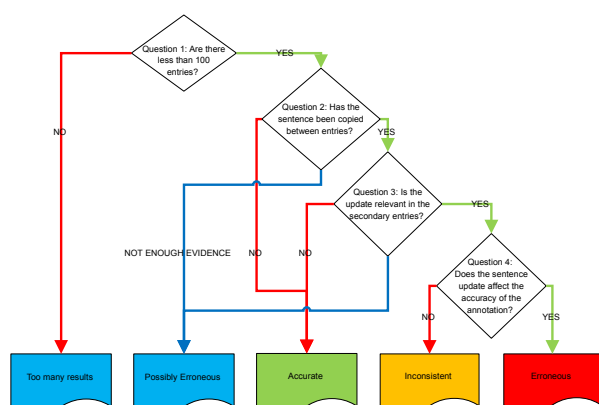 Question 1: Are there
less than 100
entries?
YES
Question 2: Has the
sentence been copied
between entries?
NO
YES
Question 3: Is the
update relevant in the
secondary entries?
YES
NOT ENOUGH EVIDENCE
NO
NO
Question 4:
Does the sentence
update affect the
accuracy of the
annotation?
NO
YES
Too many results
Possibly Erroneous
Accurate
Inconsistent
Erroneous